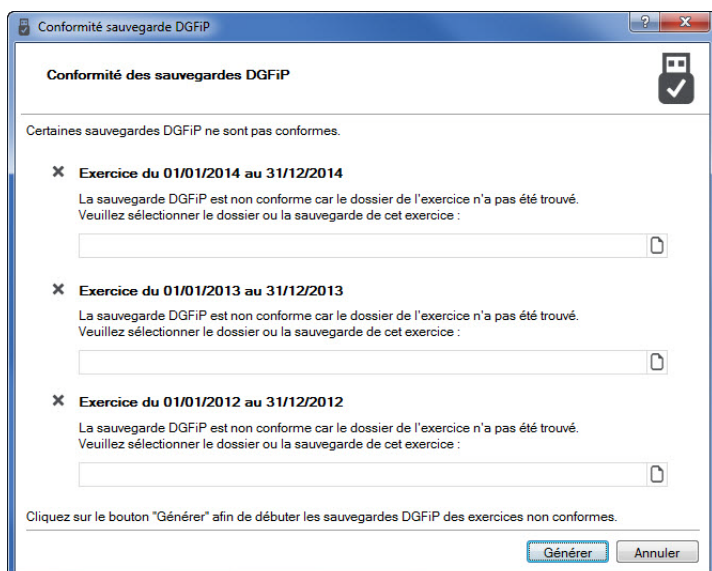 Conformité sauvegarde DGFiP
Conformité des sauvegardes DGFiP
Certaines sauvegardes DGFiP ne sont pas conformes.
Exercice du 01/01/2014 au 31/12/2014
La sauvegarde DGFiP est non conforme car le dossier de l'exercice n'a pas été trouvé.
Veuillez sélectionner le dossier ou la sauvegarde de cet exercice :
Exercice du 01/01/2013 au 31/12/2013
La sauvegarde DGFiP est non conforme car le dossier de l'exercice n'a pas été trouvé.
Veuillez sélectionner le dossier ou la sauvegarde de cet exercice :
Exercice du 01/01/2012 au 31/12/2012
La sauvegarde DGFiP est non conforme car le dossier de l'exercice n'a pas été trouvé.
Veuillez sélectionner le dossier ou la sauvegarde de cet exercice :
Cliquez sur le bouton "Générer" afin de débuter les sauvegardes DGFiP des exercices non conformes.
Générer
Annuler